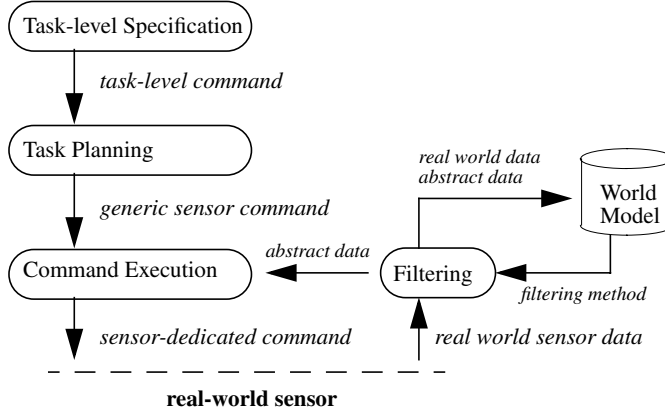 Task-level Specification
task-level command
Task Planning
generic sensor command
Command Execution
sensor-dedicated command
real world data
abstract data
World
Model
abstract data
Filtering
filtering method
real world sensor data
real-world sensor